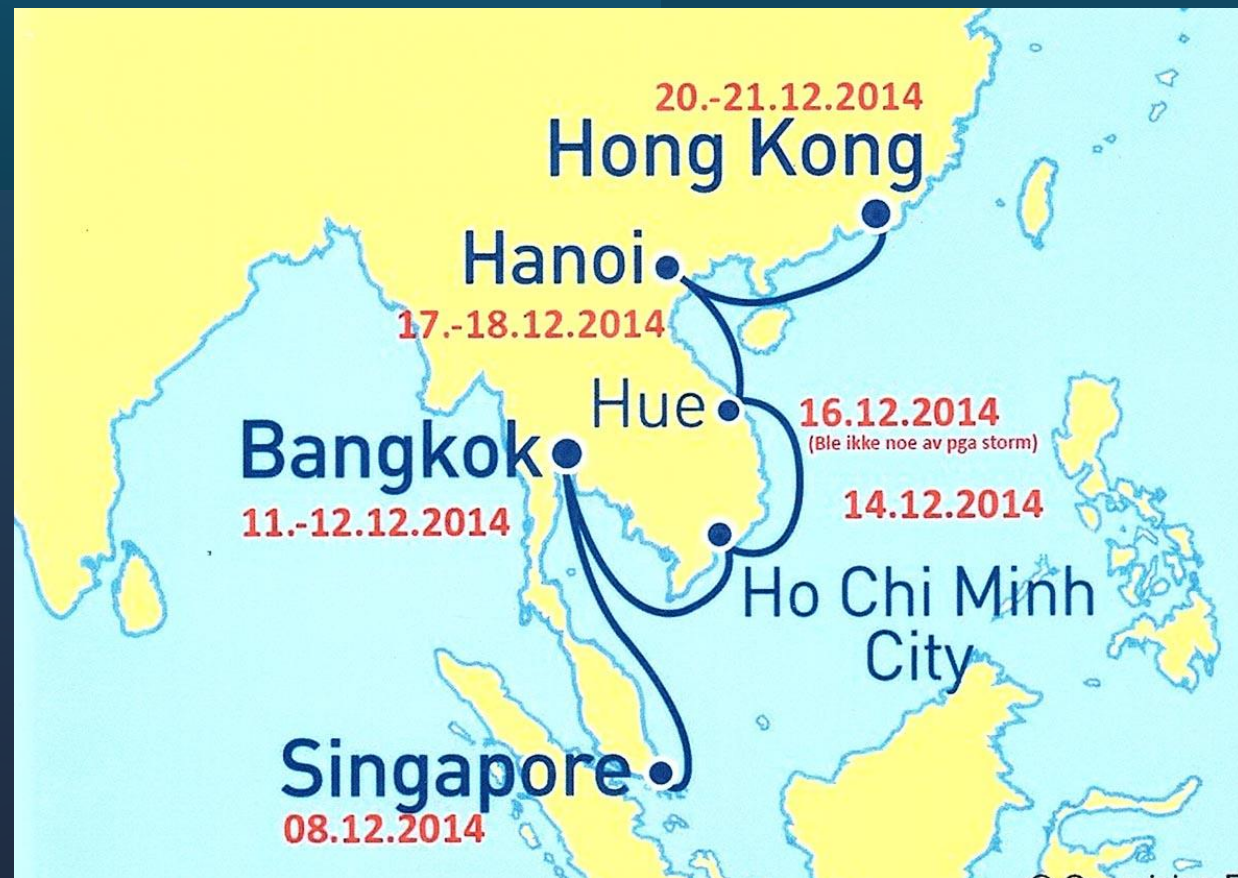 20.-21.12.2014
Hong Kong
Hanoi
17.-18.12.2014
Hue
16.12.2014
(Ble ikke noe av pga storm)
Bangkok
11.-12.12.2014
14.12.2014
Ho Chi Minh
City
Singapore
08.12.2014